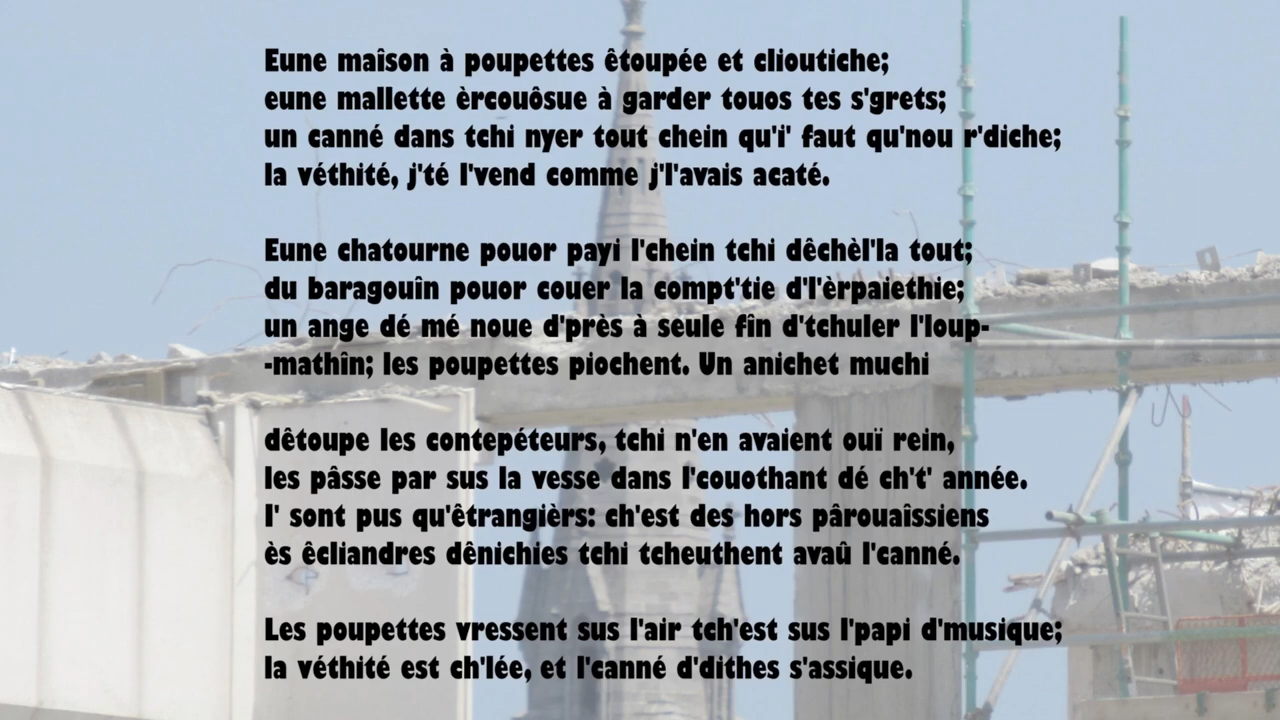 Eune maîson à poupettes êtoupée et clioutiche;
eune mallette èrcouôsue à garder touos tes s'grets;
un canné dans tchi nyer tout chein qu'i' faut qu'nou r'diche;
la véthité, j'té l'vend comme j'l'avais acaté.

Eune chatourne pouor payi l'chein tchi dêchèl'la tout;
du baragouîn pouor couer la compt'tie d'l'èrpaiethie;
un ange dé mé noue d'près à seule fîn d'tchuler l'loup-
-mathîn; les poupettes piochent. Un anichet muchi

dêtoupe les contepéteurs, tchi n'en avaient ouï rein,
les pâsse par sus la vesse dans l'couothant dé ch't' année.
I' sont pus qu'êtrangièrs: ch'est des hors pârouaîssiens
ès êcliandres dênichies tchi tcheuthent avaû l'canné.

Les poupettes vressent sus l'air tch'est sus l'papi d'musique;
la véthité est ch'lée, et l'canné d'dithes s'assique.